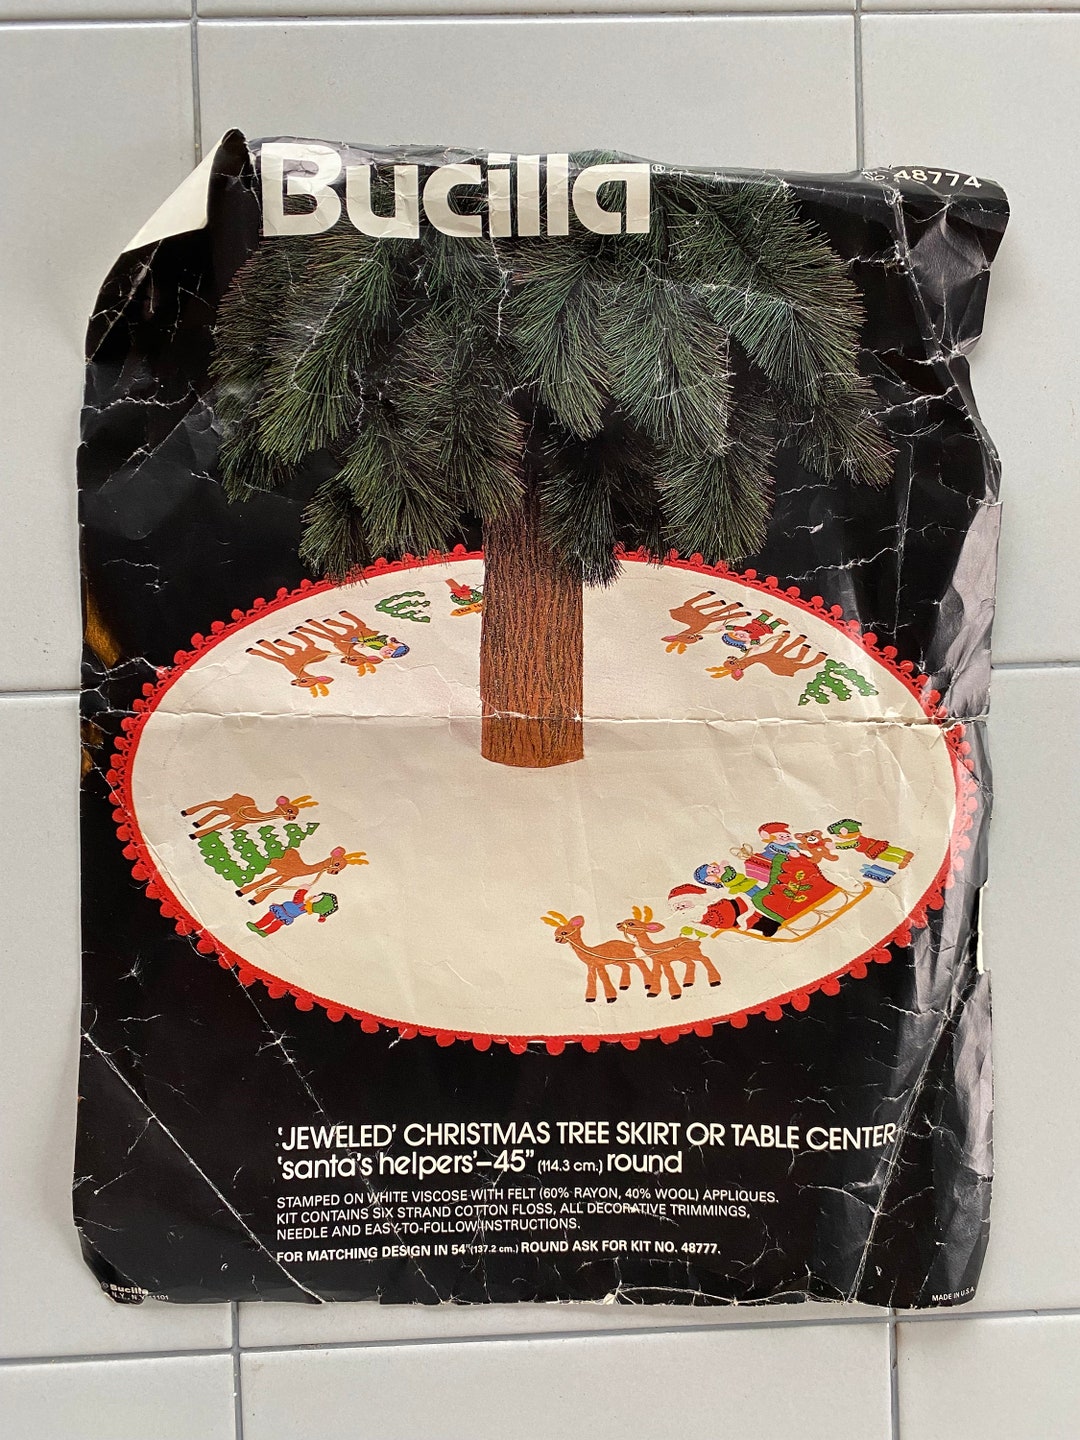 Bucilla®
No. 48774
'JEWELED' CHRISTMAS TREE SKIRT OR TABLE CENTER
'santa's helpers'–45" (114.3 cm.) round
STAMPED ON WHITE VISCOSE WITH FELT (60% RAYON, 40% WOOL) APPLIQUES.
KIT CONTAINS SIX STRAND COTTON FLOSS, ALL DECORATIVE TRIMMINGS,
NEEDLE AND EASY-TO-FOLLOW INSTRUCTIONS.
FOR MATCHING DESIGN IN 54" (137.2 cm.) ROUND ASK FOR KIT NO. 48777.
© Bucilla
N.Y., N.Y. 11101
MADE IN U.S.A.